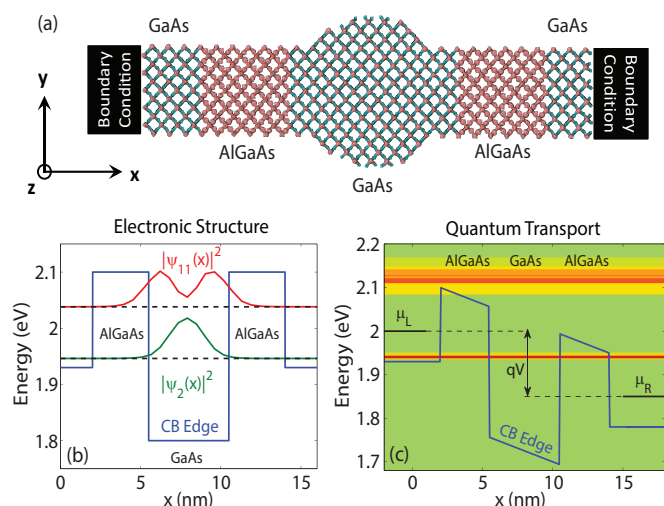 (a)
GaAs
GaAs
Boundary
Condition
Boundary
Condition
y
z
x
AlGaAs
GaAs
AlGaAs
Electronic Structure
Energy (eV)
2.1
2
1.9
1.8
|ψ₁₁(x)|²
AlGaAs
AlGaAs
|ψ₂(x)|²
CB Edge
(b)
GaAs
0
5
10
15
x (nm)
Quantum Transport
Energy (eV)
2.2
2.1
2
1.9
1.8
1.7
AlGaAs GaAs AlGaAs
μL
qV
μR
CB Edge
(c)
0
5
10
15
x (nm)